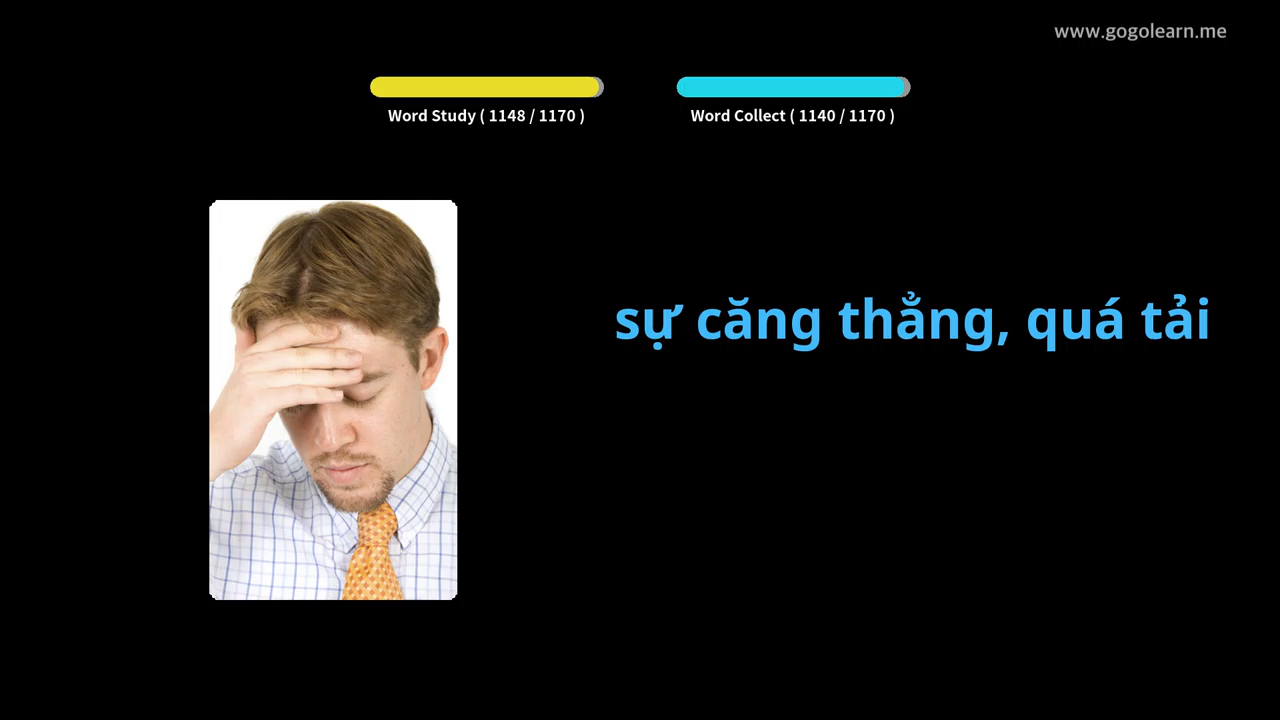 www.gogolearn.me
Word Study ( 1148 / 1170 )
Word Collect ( 1140 / 1170 )
sự căng thẳng, quá tải